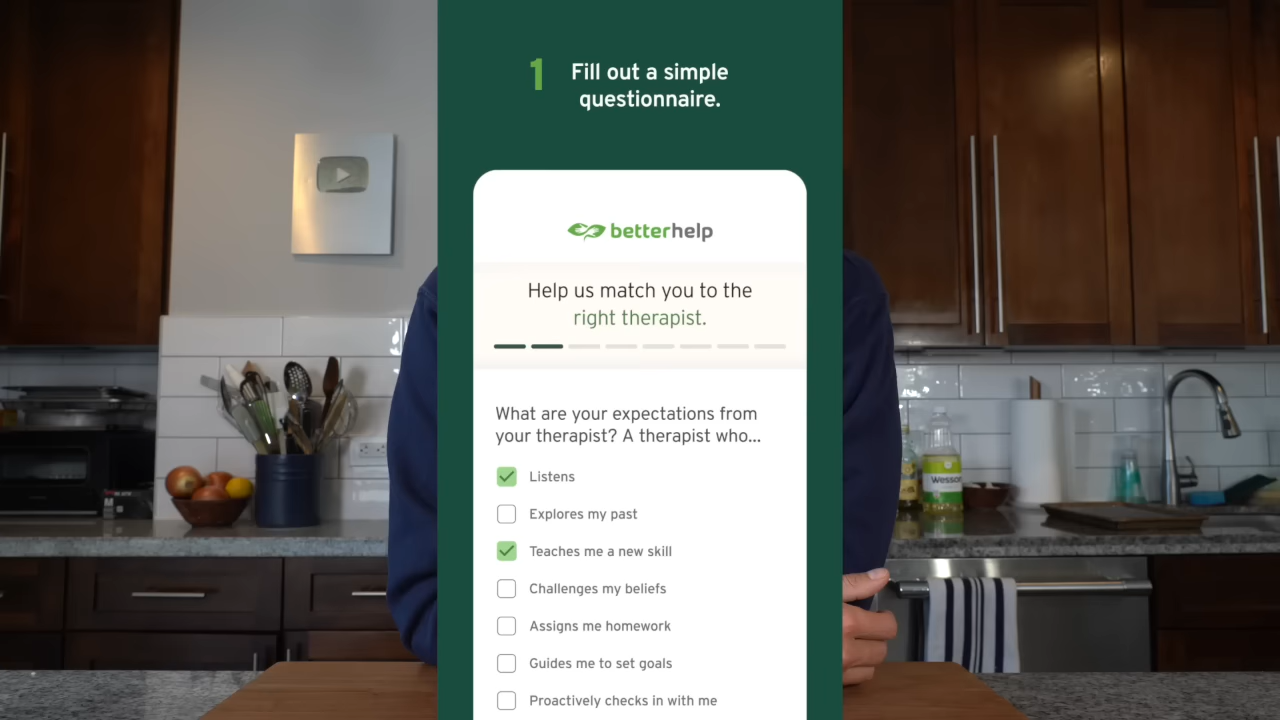 1 Fill out a simple
questionnaire.
betterhelp
Help us match you to the
right therapist.
What are your expectations from
your therapist? A therapist who...
Listens
Explores my past
Teaches me a new skill
Challenges my beliefs
Assigns me homework
Guides me to set goals
Proactively checks in with me
Wesson